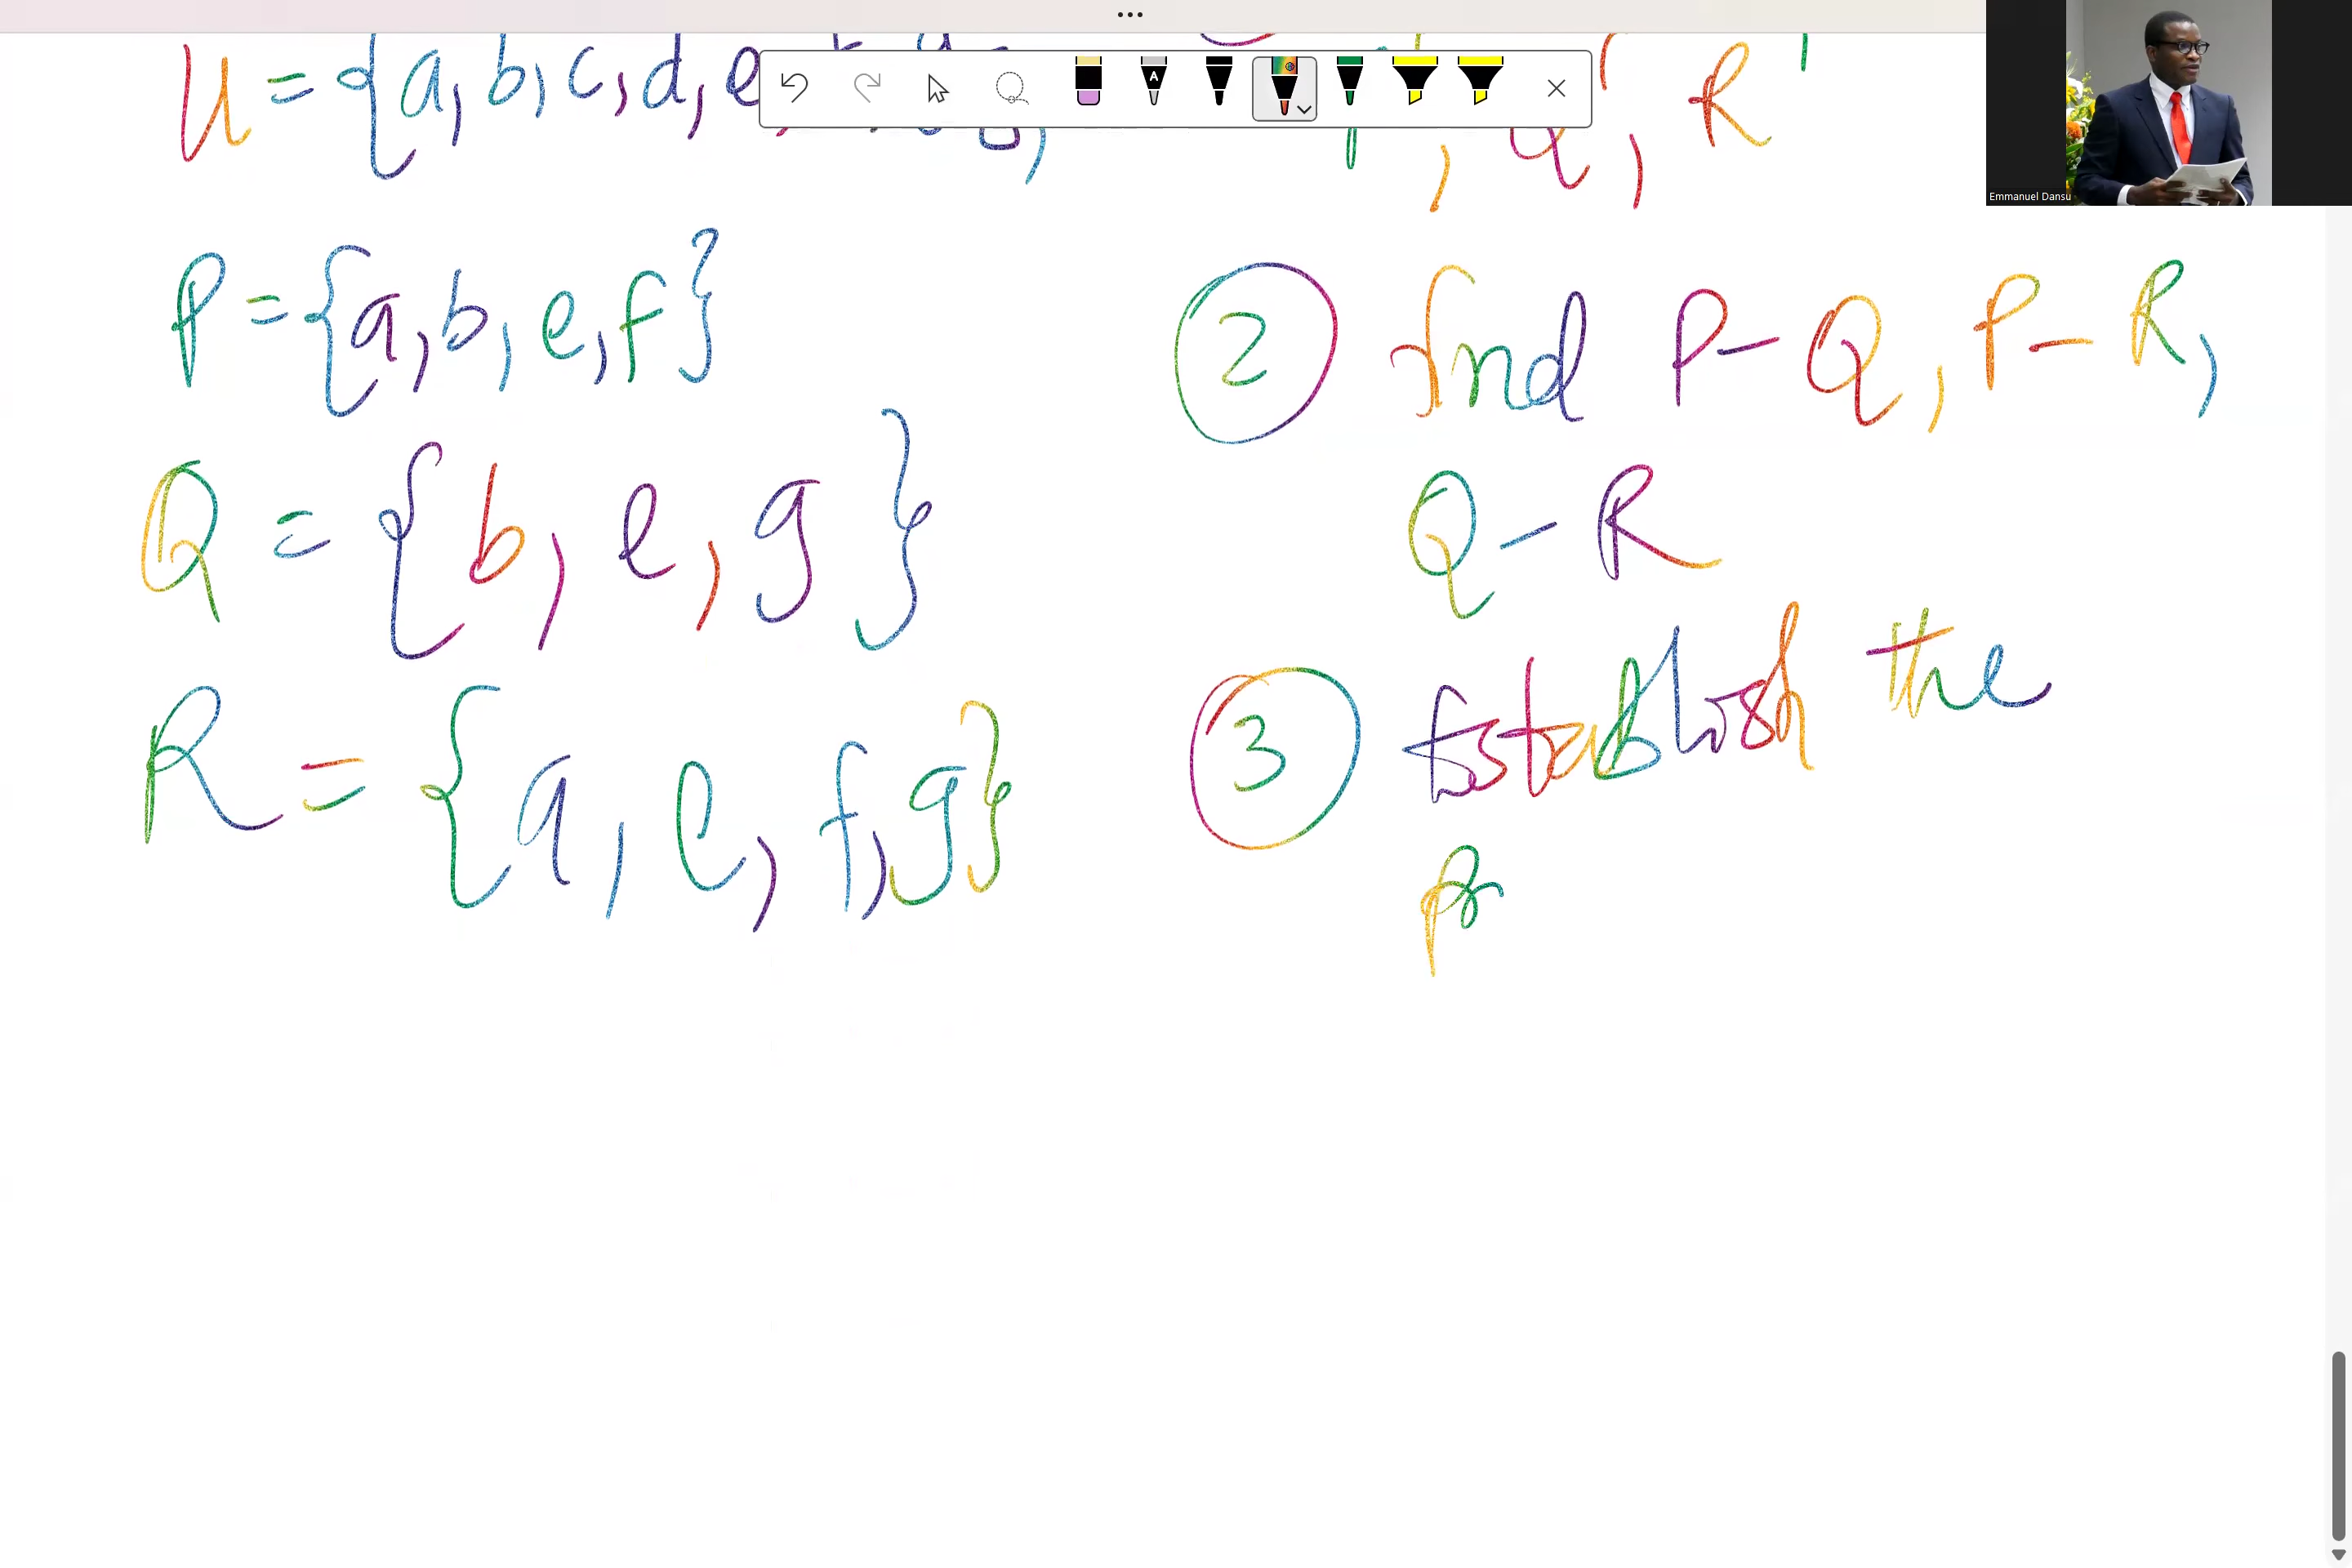 U = {a, b, c, d, e
, Q', R'
P = {a, b, e, f}
Q = {b, e, g}
R = {a, e, f, g}
② find P - Q, P - R,
Q - R
③ Establish the
A
Emmanuel Dansu